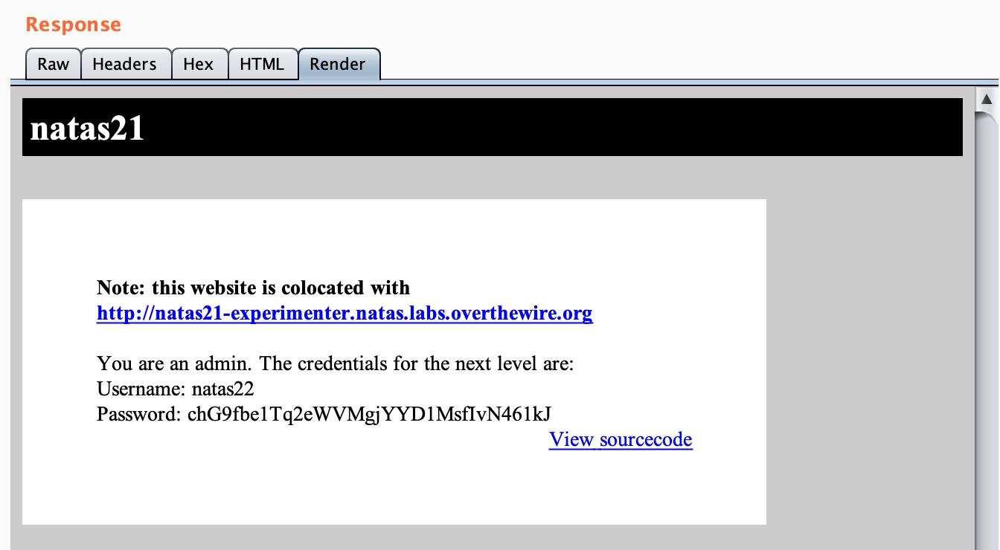 Response
Raw Headers Hex HTML Render
natas21
Note: this website is colocated with
http://natas21-experimenter.natas.labs.overthewire.org
You are an admin. The credentials for the next level are:
Username: natas22
Password: chG9fbe1Tq2eWVMgjYYD1MsfIvN461kJ
View sourcecode